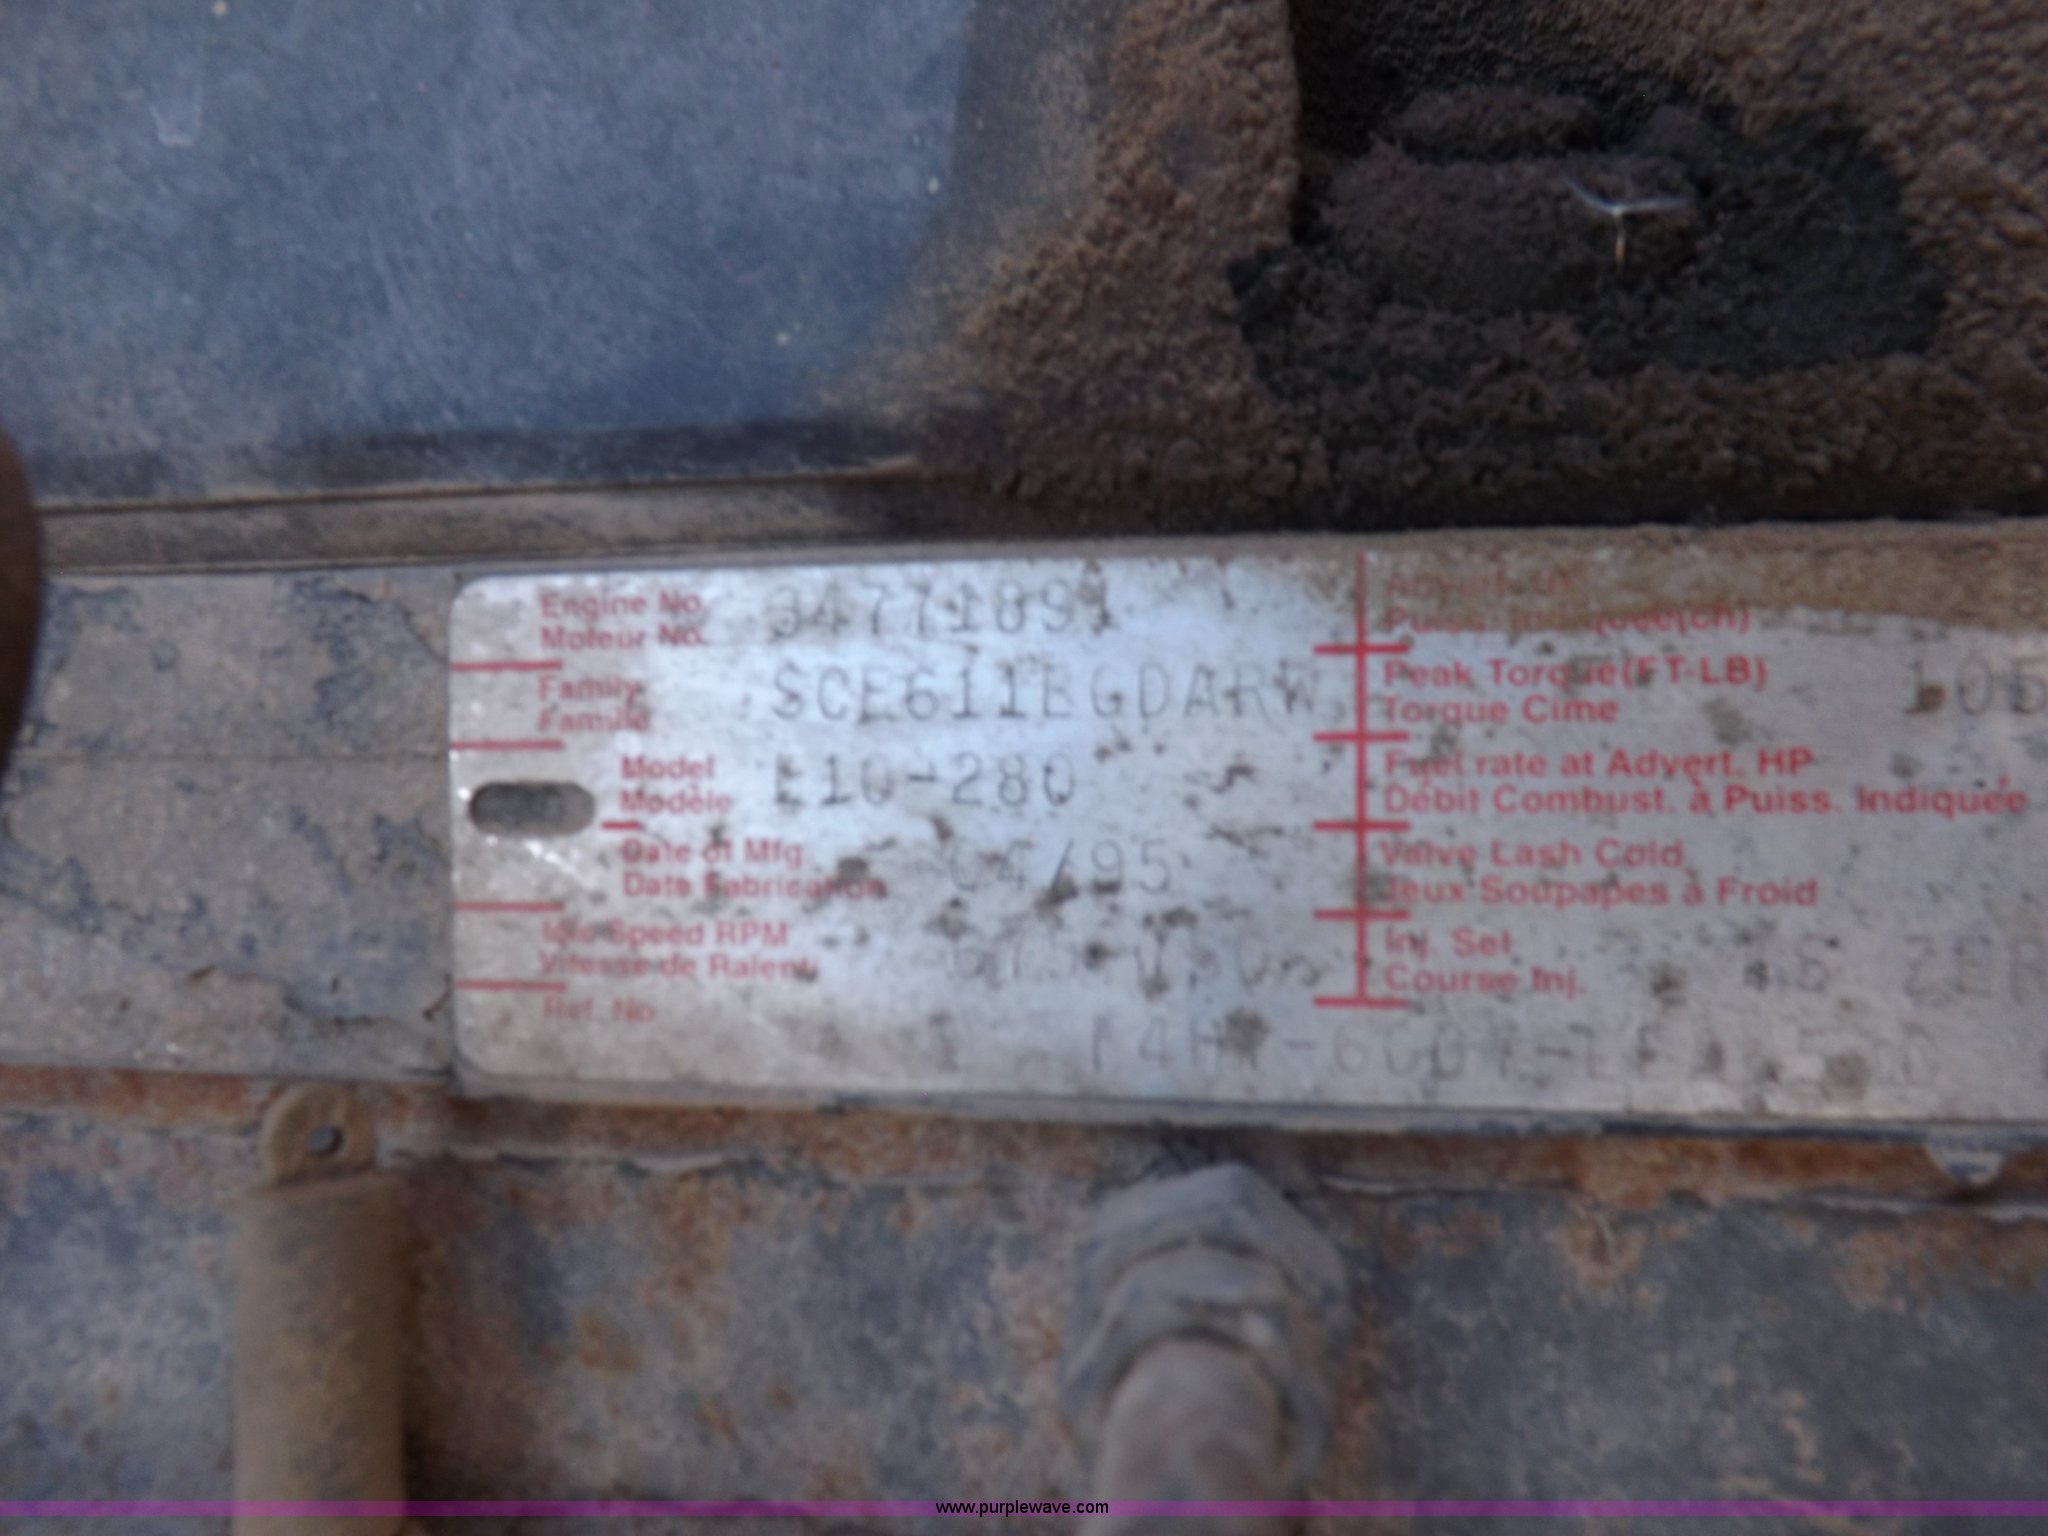 Engine No. 34771891
Moteur No.
Family SCE611EGDARW
Famille
Model E10-280
Modèle
Date of Mfg 04/95
Date Fabrication
Idle Speed RPM
Vitesse de Ralenti
Ref. No
Puiss. Indiquée(ch)
Peak Torque(FT-LB) 105
Torque Cime
Fuel rate at Advert. HP
Débit Combust. à Puiss. Indiquée
Valve Lash Cold
Jeux Soupapes à Froid
Inj. Set
Course Inj.
www.purplewave.com